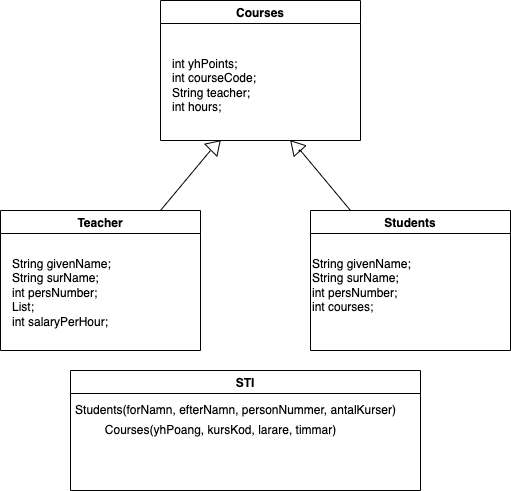 Courses
int yhPoints;
int courseCode;
String teacher;
int hours;
Teacher
String givenName;
String surName;
int persNumber;
List;
int salaryPerHour;
Students
String givenName;
String surName;
int persNumber;
int courses;
STI
Students(forNamn, efterNamn, personNummer, antalKurser)
Courses(yhPoang, kursKod, larare, timmar)